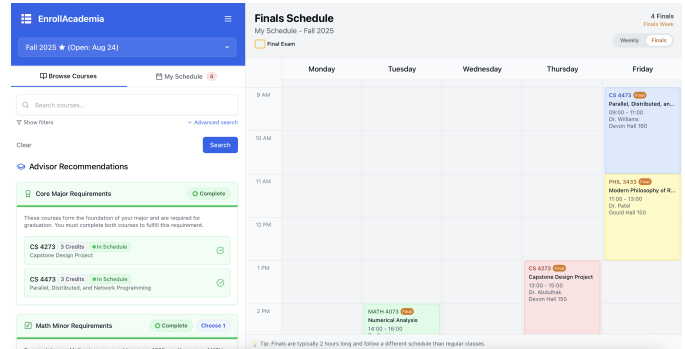 EnrollAcademia
Fall 2025 ★ (Open: Aug 24)
Browse Courses
My Schedule 4
Search courses...
Show filters
Advanced search
Clear
Search
Advisor Recommendations
Core Major Requirements
Complete
These courses form the foundation of your major and are required for
graduation. You must complete both courses to fulfill this requirement.
CS 4273 3 Credits In Schedule
Capstone Design Project
CS 4473 3 Credits In Schedule
Parallel, Distributed, and Network Programming
Math Minor Requirements
Complete
Choose 1
Finals Schedule
My Schedule - Fall 2025
Final Exam
4 Finals
Finals Week
Weekly
Finals
Monday
Tuesday
Wednesday
Thursday
Friday
9 AM
10 AM
11 AM
12 PM
1 PM
2 PM
CS 4473 Final
Parallel, Distributed, an...
09:00 - 11:00
Dr. Williams
Devon Hall 160
PHIL 3433 Final
Modern Philosophy of R...
11:00 - 13:00
Dr. Patel
Gould Hall 150
CS 4273 Final
Capstone Design Project
13:00 - 15:00
Dr. Abdulhak
Devon Hall 150
MATH 4073 Final
Numerical Analysis
14:00 - 16:00
Tip: Finals are typically 2 hours long and follow a different schedule than regular classes.